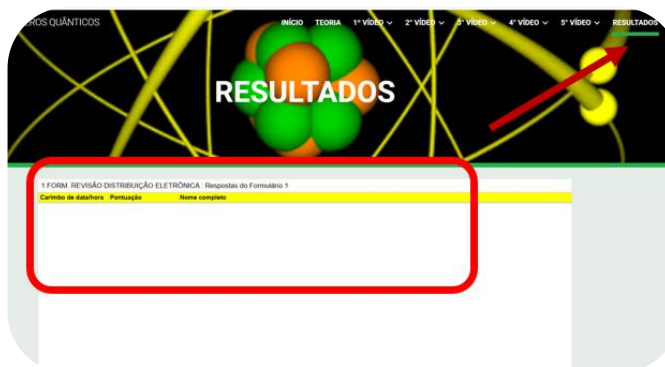 ROS QUÂNTICOS INÍCIO TEORIA 1º VÍDEO 2º VÍDEO 3º VÍDEO 4º VÍDEO 5º VÍDEO RESULTADOS
RESULTADOS
1 FORM. REVISÃO DISTRIBUIÇÃO ELETRÔNICA : Respostas do Formulário 1
Carimbo de data/hora Pontuação Nome completo